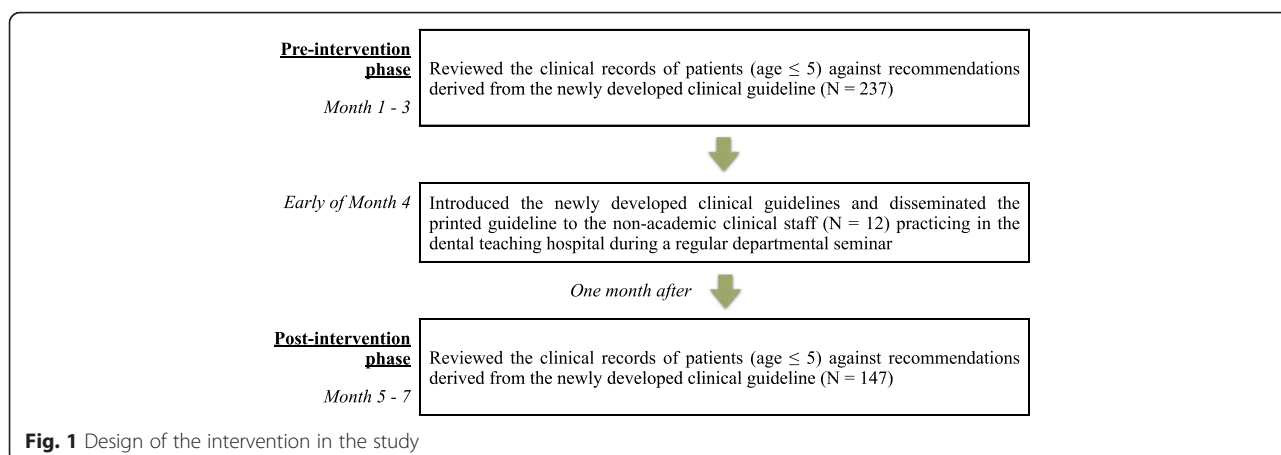 Pre-intervention
phase
Month 1 - 3
Reviewed the clinical records of patients (age ≤ 5) against recommendations
derived from the newly developed clinical guideline (N = 237)
Early of Month 4
Introduced the newly developed clinical guidelines and disseminated the
printed guideline to the non-academic clinical staff (N = 12) practicing in the
dental teaching hospital during a regular departmental seminar
One month after
Post-intervention
phase
Month 5 - 7
Reviewed the clinical records of patients (age ≤ 5) against recommendations
derived from the newly developed clinical guideline (N = 147)
Fig. 1 Design of the intervention in the study